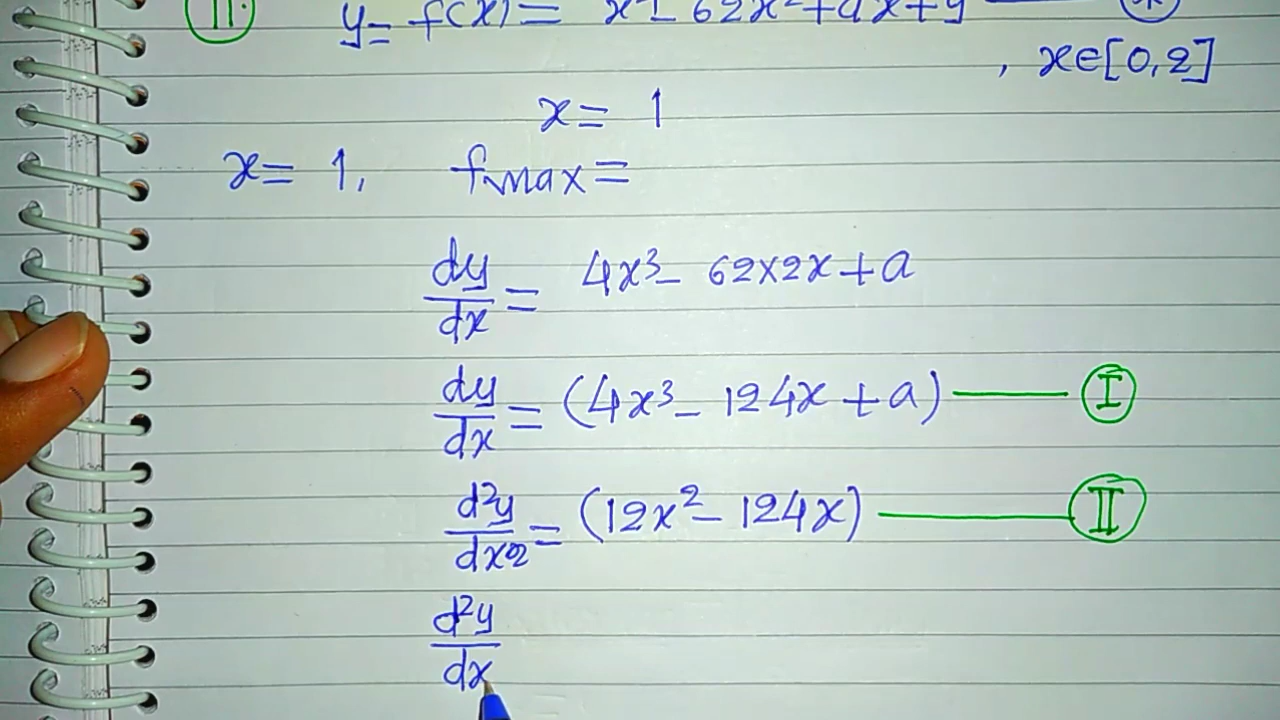 II. y = f(x) = x⁴ - 62x² + ax + 9 —— *
, x∈[0,2]
x = 1
x = 1, fmax =
dy/dx = 4x³ - 62×2x + a
dy/dx = (4x³ - 124x + a) —— I
d²y/dx² = (12x² - 124x) —— II
d²y/dx